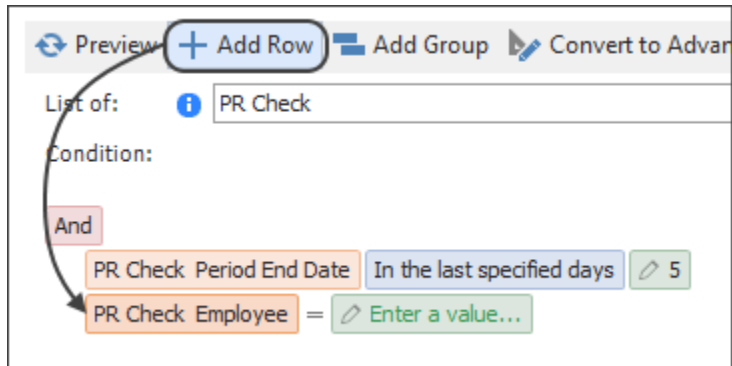 Preview Add Row Add Group Convert to Advan
List of: i PR Check
Condition:
And
PR Check Period End Date In the last specified days 5
PR Check Employee = Enter a value...